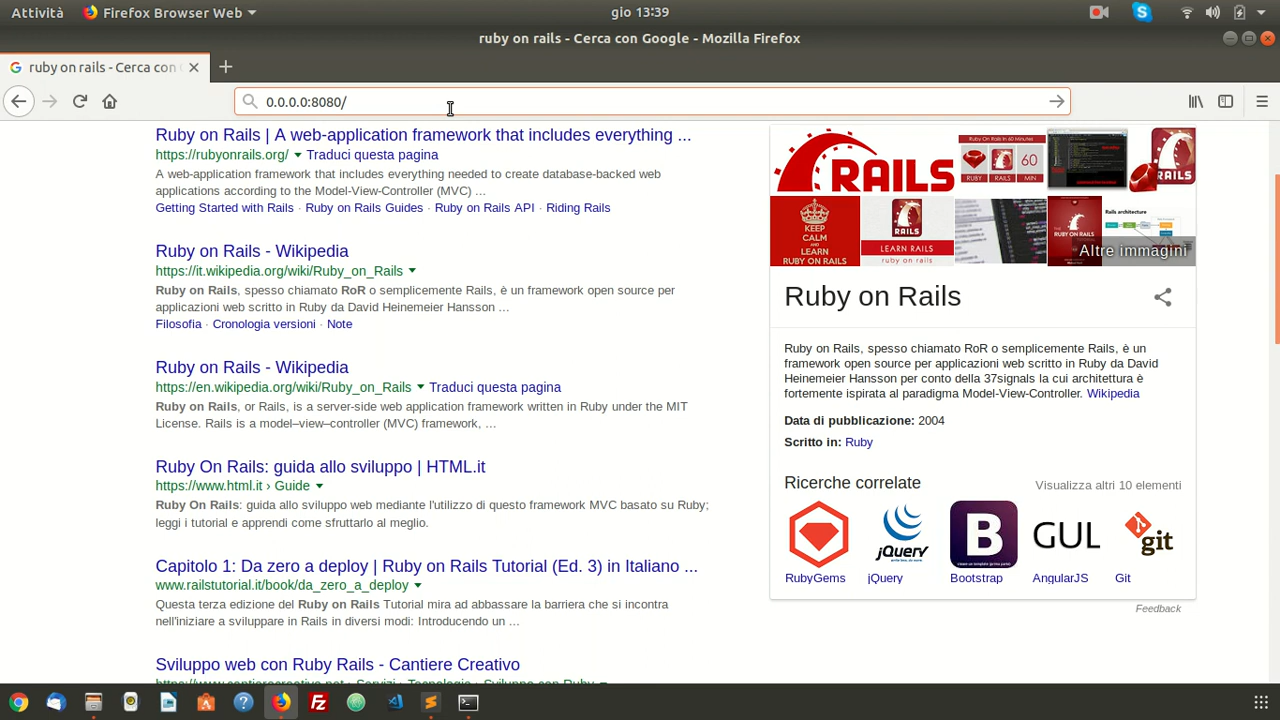 Attività
Firefox Browser Web
gio 13:39
ruby on rails - Cerca con Google - Mozilla Firefox
ruby on rails - Cerca con
0.0.0.0:8080/
Ruby on Rails | A web-application framework that includes everything ...
https://rubyonrails.org/ Traduci questa pagina
A web-application framework that includes everything needed to create database-backed web
applications according to the Model-View-Controller (MVC) ...
Getting Started with Rails · Ruby on Rails Guides · Ruby on Rails API · Riding Rails
Ruby on Rails - Wikipedia
https://it.wikipedia.org/wiki/Ruby_on_Rails
Ruby on Rails, spesso chiamato RoR o semplicemente Rails, è un framework open source per
applicazioni web scritto in Ruby da David Heinemeier Hansson ...
Filosofia · Cronologia versioni · Note
Ruby on Rails - Wikipedia
https://en.wikipedia.org/wiki/Ruby_on_Rails Traduci questa pagina
Ruby on Rails, or Rails, is a server-side web application framework written in Ruby under the MIT
License. Rails is a model–view–controller (MVC) framework, ...
Ruby On Rails: guida allo sviluppo | HTML.it
https://www.html.it › Guide
Ruby On Rails: guida allo sviluppo web mediante l'utilizzo di questo framework MVC basato su Ruby;
leggi i tutorial e apprendi come sfruttarlo al meglio.
Capitolo 1: Da zero a deploy | Ruby on Rails Tutorial (Ed. 3) in Italiano ...
www.railstutorial.it/book/da_zero_a_deploy
Questa terza edizione del Ruby on Rails Tutorial mira ad abbassare la barriera che si incontra
nell'iniziare a sviluppare in Rails in diversi modi: Introducendo un ...
Sviluppo web con Ruby Rails - Cantiere Creativo
RAILS
60
RAILS
MIN
KEEP
CALM
AND
LEARN
RUBY ON RAILS
LEARN RAILS
ruby on rails
RUBY ON RAILS
Rails architecture
Altre immagini
Ruby on Rails
Ruby on Rails, spesso chiamato RoR o semplicemente Rails, è un
framework open source per applicazioni web scritto in Ruby da David
Heinemeier Hansson per conto della 37signals la cui architettura è
fortemente ispirata al paradigma Model-View-Controller. Wikipedia
Data di pubblicazione: 2004
Scritto in: Ruby
Ricerche correlate
Visualizza altri 10 elementi
jQuery
B
GUL
git
RubyGems
jQuery
Bootstrap
AngularJS
Git
Feedback